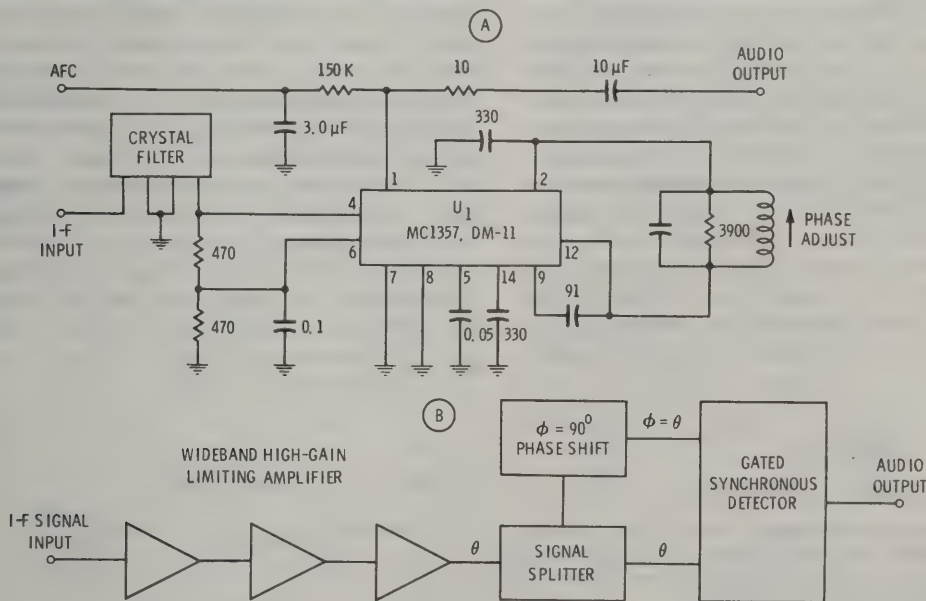 A
AFC
150 K
10
10 µF
AUDIO
OUTPUT
3.0 µF
330
CRYSTAL
FILTER
I-F
INPUT
1
2
4
U1
MC1357, DM-11
6
12
7
8
5
14
9
470
470
0.1
0.05
330
91
3900
PHASE
ADJUST
B
WIDEBAND HIGH-GAIN
LIMITING AMPLIFIER
I-F SIGNAL
INPUT
θ
ϕ = 90°
PHASE SHIFT
ϕ = θ
SIGNAL
SPLITTER
θ
GATED
SYNCHRONOUS
DETECTOR
AUDIO
OUTPUT